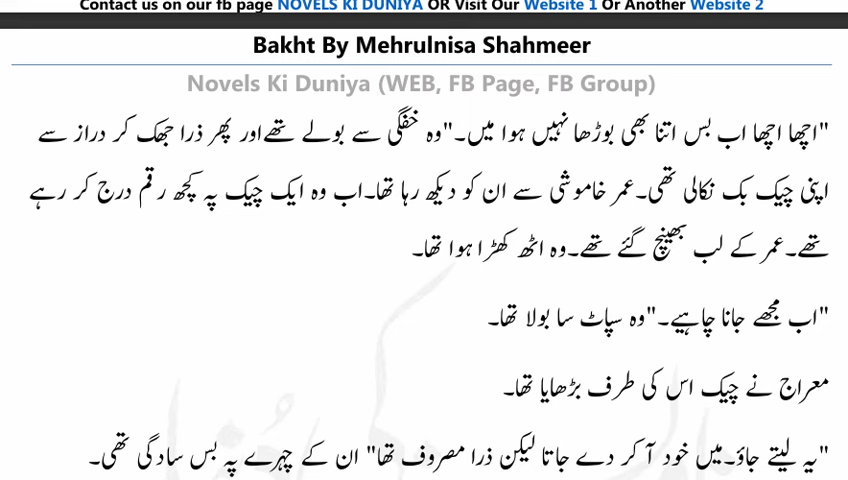 Contact us on our fb page NOVELS KI DUNIYA OR Visit Our Website 1 Or Another Website 2
Bakht By Mehrulnisa Shahmeer
Novels Ki Duniya (WEB, FB Page, FB Group)
"اچھا اچھا اب بس اتنا بھی بوڑھا نہیں ہوا میں۔"وہ خفگی سے بولے تھےاور پھر ذرا جھک کر دراز سے
اپنی چیک بک نکالی تھی۔عمر خاموشی سے ان کو دیکھ رہا تھا۔اب وہ ایک چیک پہ کچھ رقم درج کر رہے
تھے۔عمر کے لب بھینچ گئے تھے۔وہ اٹھ کھڑا ہوا تھا۔
"اب مجھے جانا چاہیے۔"وہ سپاٹ سا بولا تھا۔
معراج نے چیک اس کی طرف بڑھایا تھا۔
"یہ لیتے جاؤ۔میں خود آ کر دے جاتا لیکن ذرا مصروف تھا" ان کے چہرے پہ بس سادگی تھی۔